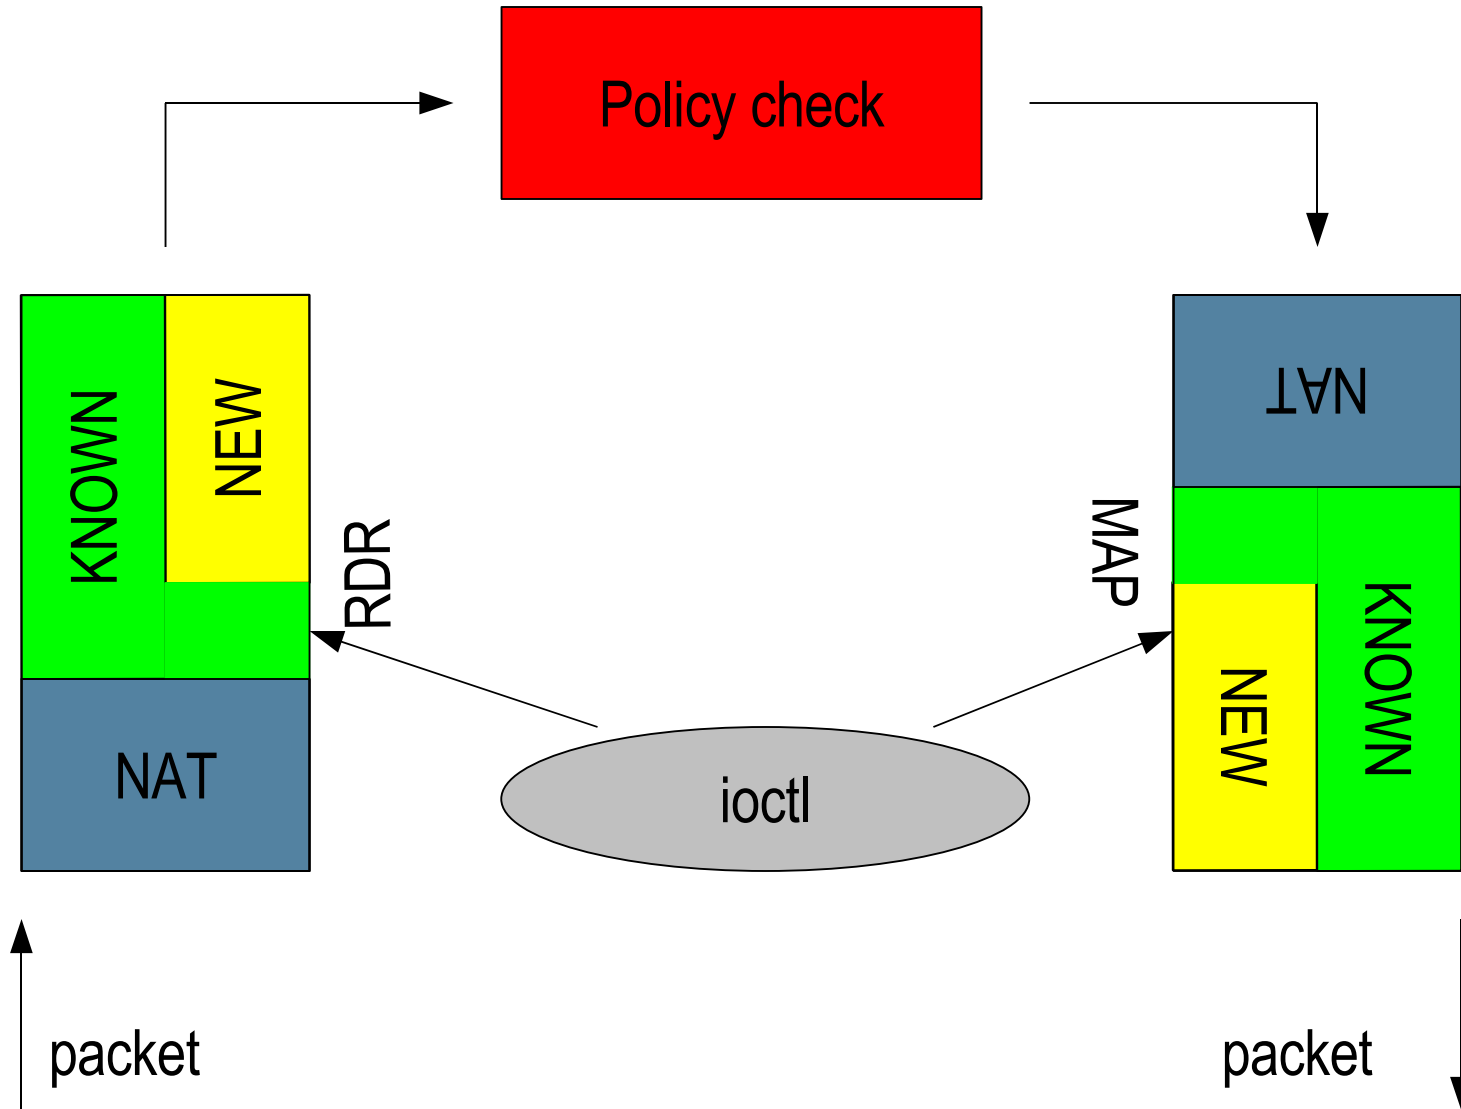 Policy check
KNOWN
NEW
RDR
NAT
ioctl
MAP
NAT
NEW
KNOWN
packet
packet